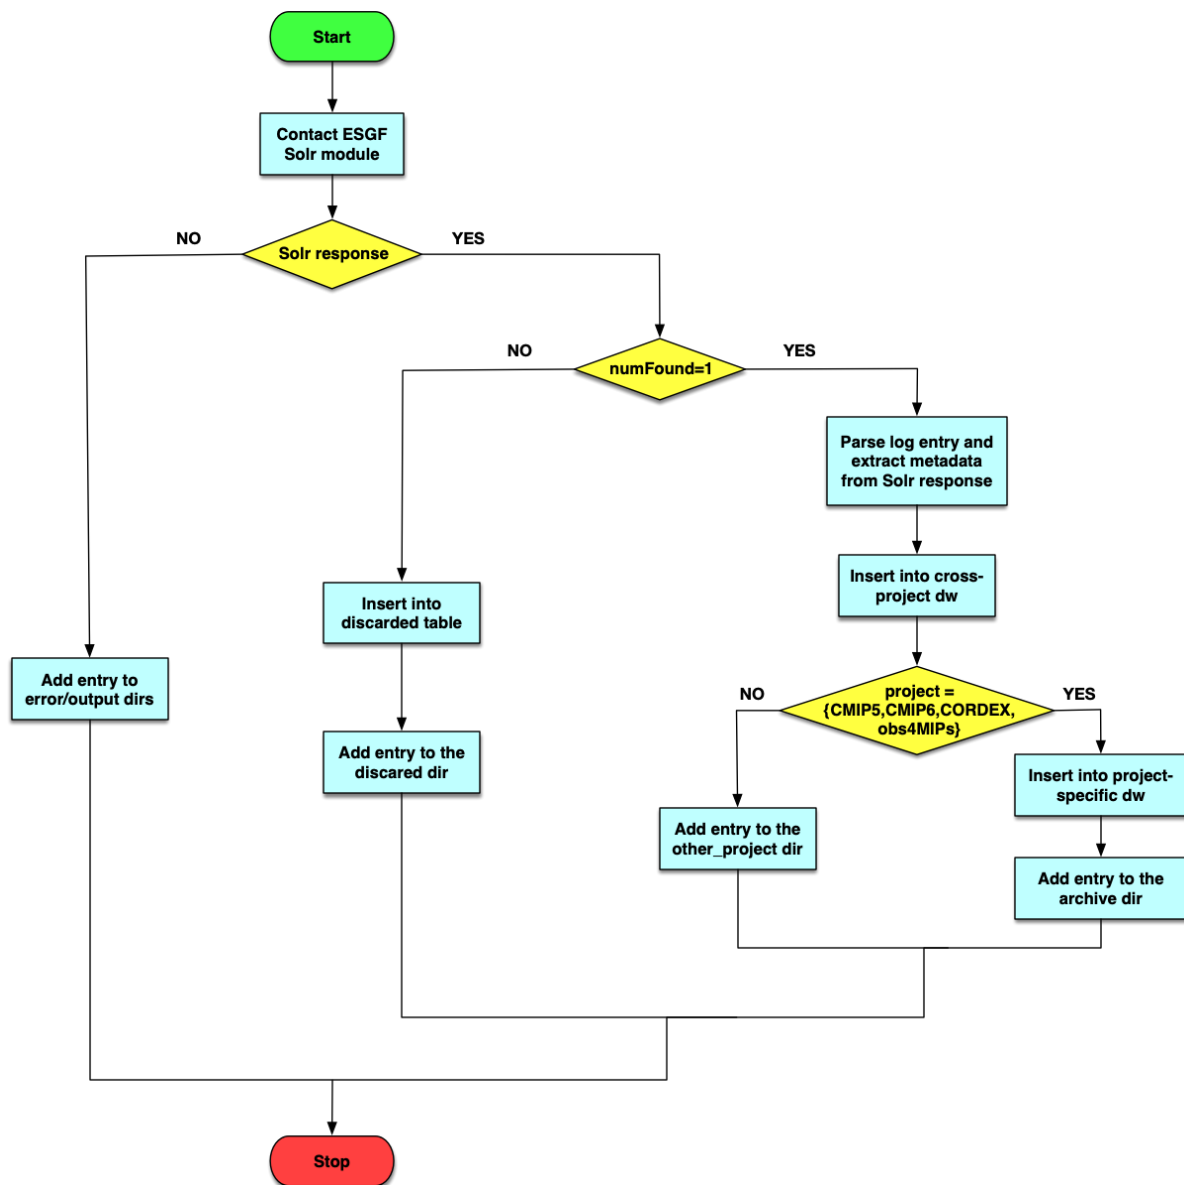 Start
Contact ESGF
Solr module
NO
Solr response
YES
NO
numFound=1
YES
Parse log entry and
extract metadata
from Solr response
Insert into cross-
project dw
Insert into
discarded table
Add entry to
error/output dirs
NO
project =
{CMIP5,CMIP6,CORDEX,
obs4MIPs}
YES
Add entry to the
discared dir
Insert into project-
specific dw
Add entry to the
other_project dir
Add entry to the
archive dir
Stop